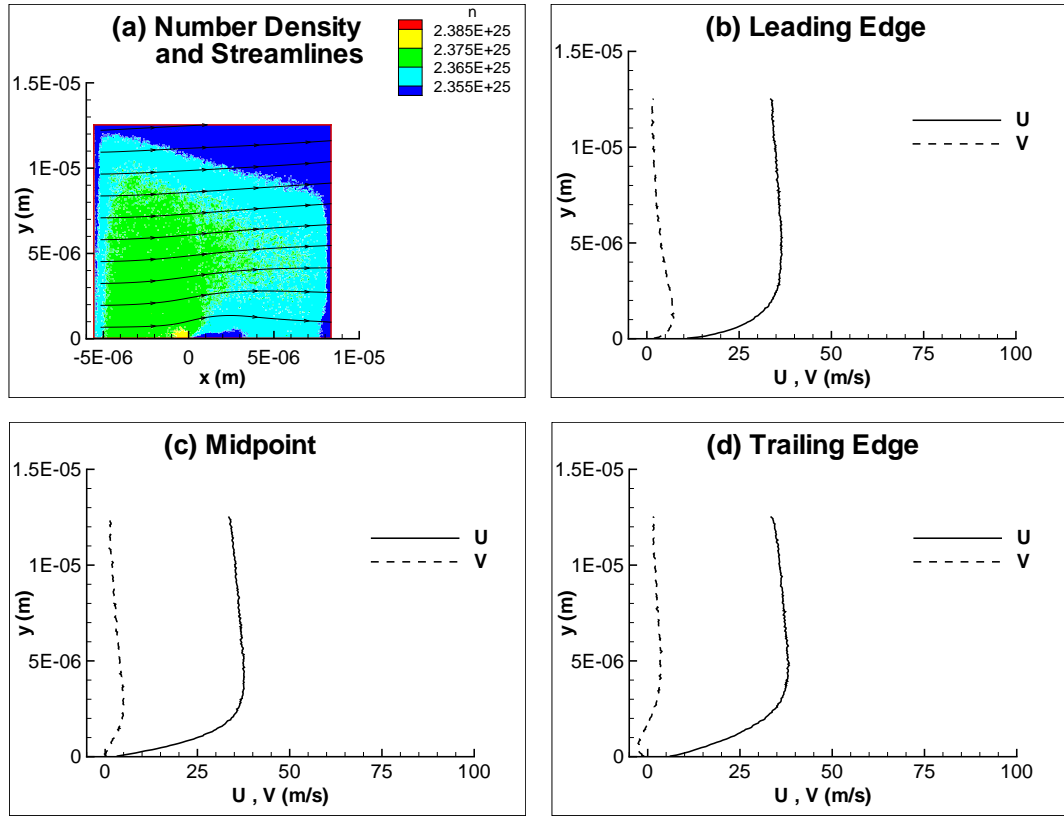 (a) Number Density
and Streamlines
n
2.385E+25
2.375E+25
2.365E+25
2.355E+25
1.5E-05
1E-05
5E-06
0
y (m)
-5E-06 0 5E-06 1E-05
x (m)
(b) Leading Edge
1.5E-05
1E-05
5E-06
0
y (m)
U
V
0 25 50 75 100
U , V (m/s)
(c) Midpoint
1.5E-05
1E-05
5E-06
0
y (m)
U
V
0 25 50 75 100
U , V (m/s)
(d) Trailing Edge
1.5E-05
1E-05
5E-06
0
y (m)
U
V
0 25 50 75 100
U , V (m/s)